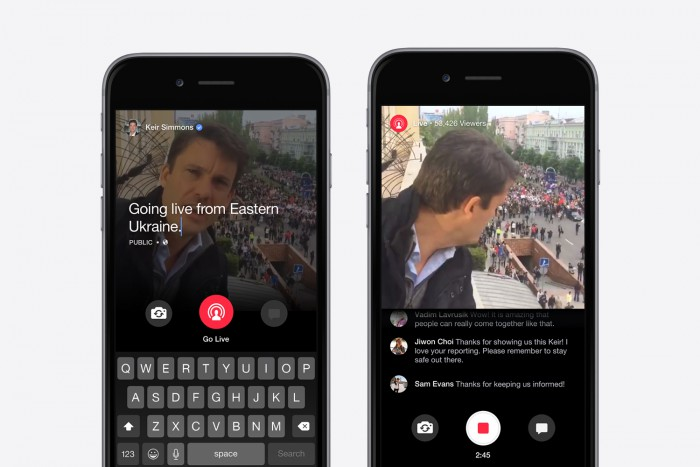 Keir Simmons
Going live from Eastern
Ukraine.
PUBLIC •
Go Live
Q W E R T Y U I O P
A S D F G H J K L
Z X C V B N M
123 space Search
Live • 58,426 Viewers
Vadim Lavrusik Wow! It is amazing that
people can really come together like that.
Jiwon Choi Thanks for showing us this Keir! I
love your reporting. Please remember to stay
safe out there.
Sam Evans Thanks for keeping us informed!
2:45